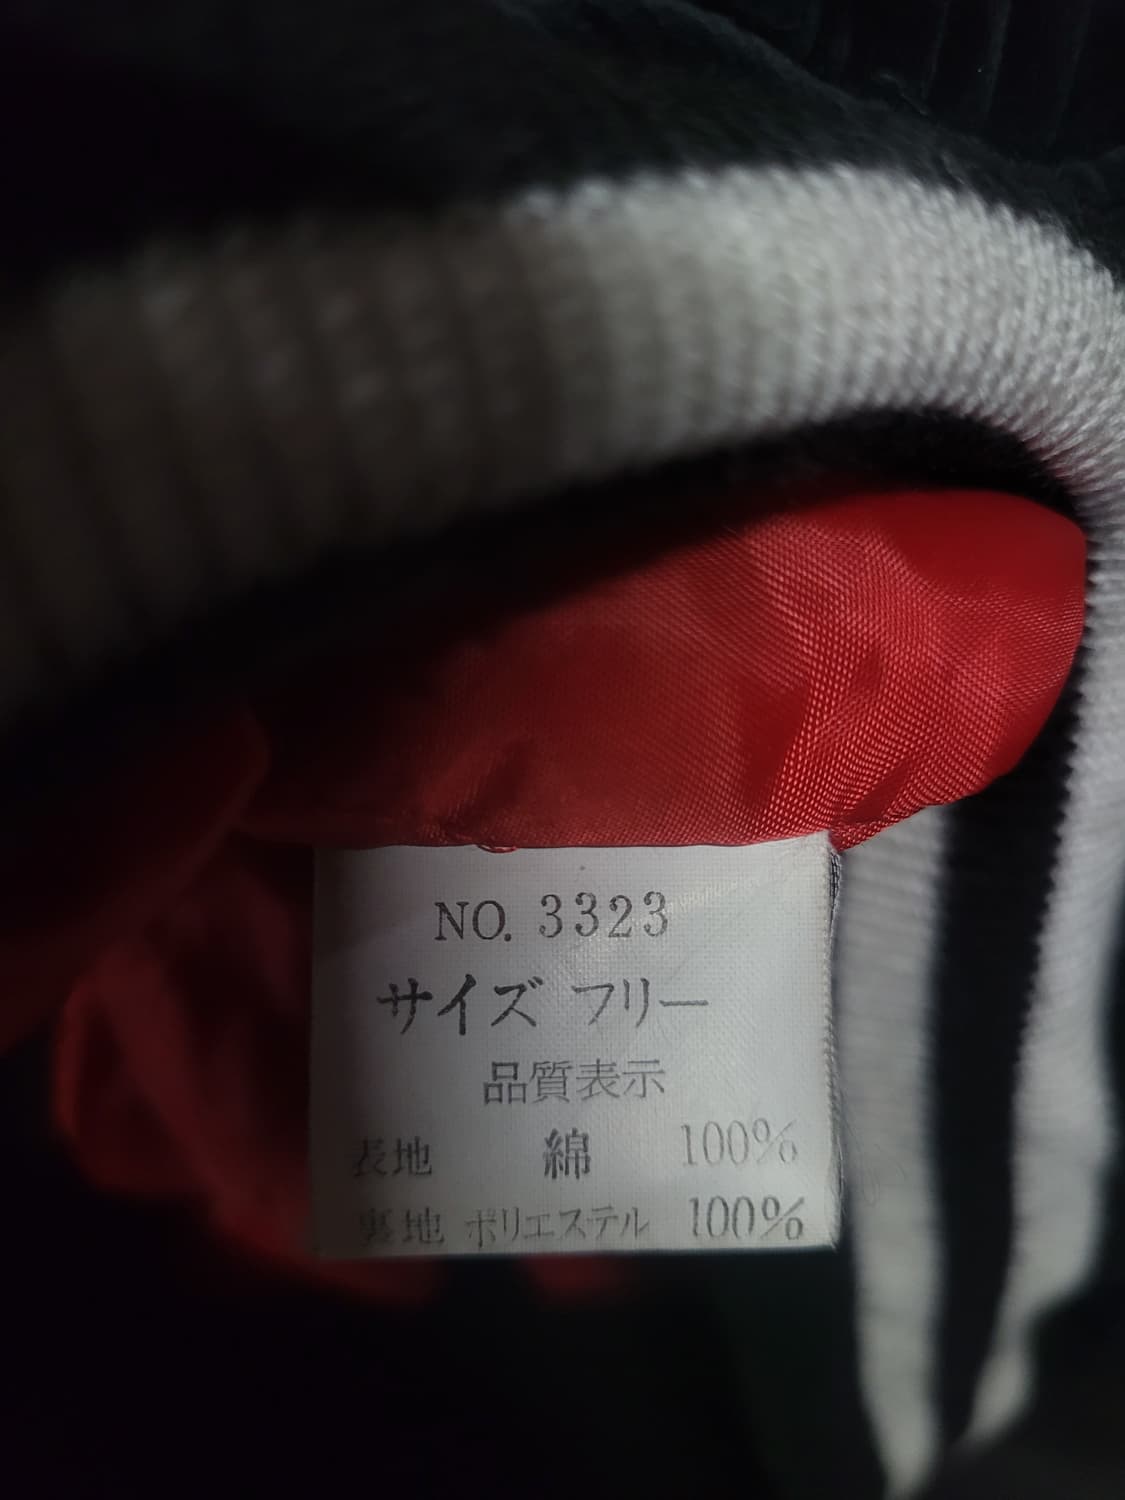 NO. 3323
サイズ フリー
品質表示
表地 綿 100%
裏地 ポリエステル 100%